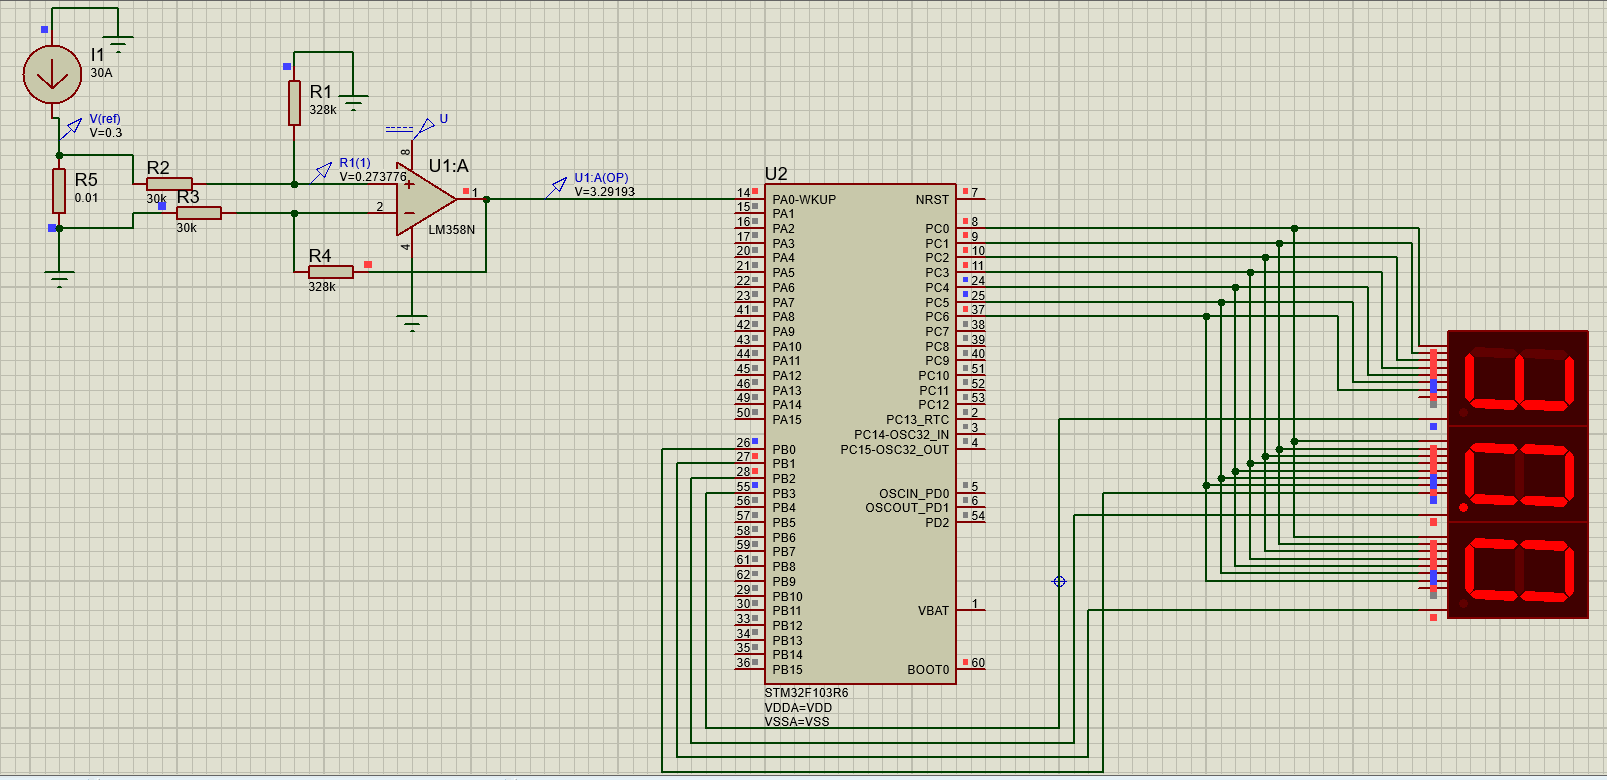 I1
30A
V(ref)
V=0.3
R5
0.01
R2
30k
R3
30k
R1
328k
R1(1)
V=0.273776
U
U1:A
8
+
1
2
−
4
LM358N
R4
328k
U1:A(OP)
V=3.29193
U2
14 PA0-WKUP NRST 7
15 PA1
16 PA2 PC0 8
17 PA3 PC1 9
20 PA4 PC2 10
21 PA5 PC3 11
22 PA6 PC4 24
23 PA7 PC5 25
41 PA8 PC6 37
42 PA9 PC7 38
43 PA10 PC8 39
44 PA11 PC9 40
45 PA12 PC10 51
46 PA13 PC11 52
49 PA14 PC12 53
50 PA15 PC13_RTC 2
PC14-OSC32_IN 3
26 PB0 PC15-OSC32_OUT 4
27 PB1
28 PB2
55 PB3 OSCIN_PD0 5
56 PB4 OSCOUT_PD1 6
57 PB5 PD2 54
58 PB6
59 PB7
61 PB8
62 PB9
29 PB10
30 PB11 VBAT 1
33 PB12
34 PB13
35 PB14
36 PB15 BOOT0 60
STM32F103R6
VDDA=VDD
VSSA=VSS